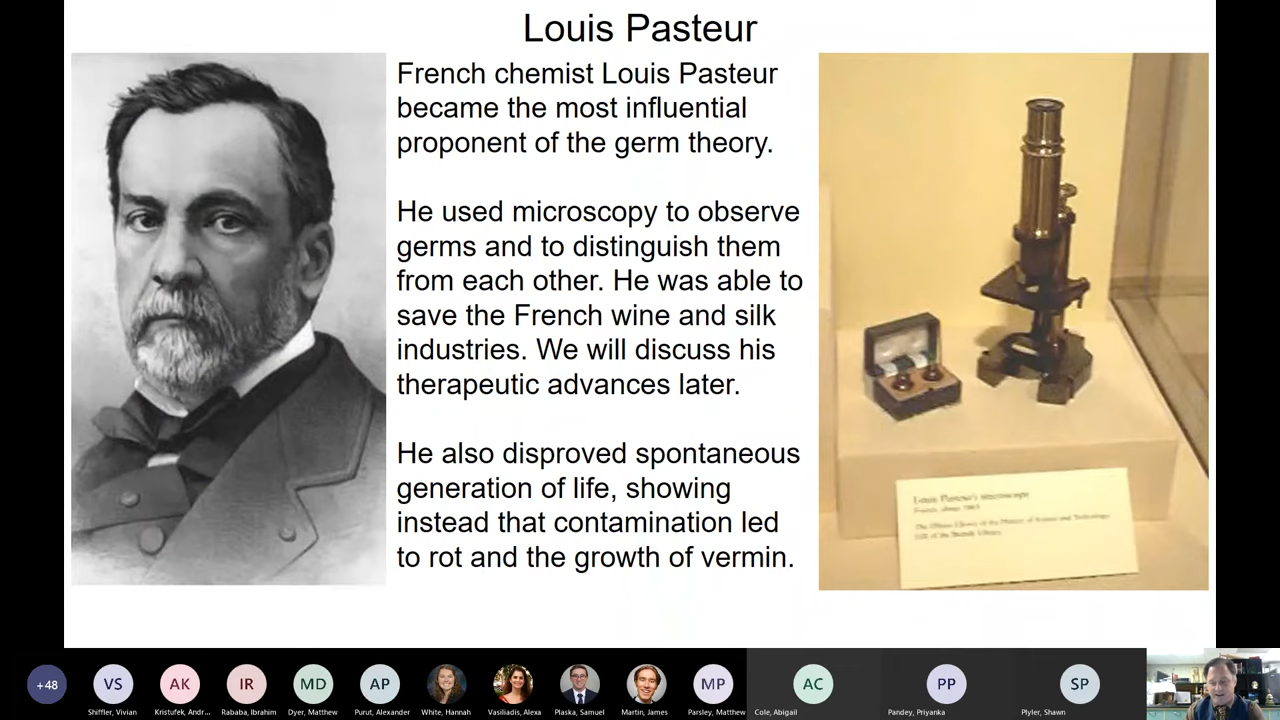 Louis Pasteur
French chemist Louis Pasteur
became the most influential
proponent of the germ theory.
He used microscopy to observe
germs and to distinguish them
from each other. He was able to
save the French wine and silk
industries. We will discuss his
therapeutic advances later.
He also disproved spontaneous
generation of life, showing
instead that contamination led
to rot and the growth of vermin.
Louis Pasteur's microscope
+48
VS
AK
IR
MD
AP
MP
AC
PP
SP
Shiffler, Vivian
Kristufek, Andr...
Rababa, Ibrahim
Dyer, Matthew
Purut, Alexander
White, Hannah
Vasiliadis, Alexa
Plaska, Samuel
Martin, James
Parsley, Matthew
Cole, Abigail
Pandey, Priyanka
Plyler, Shawn